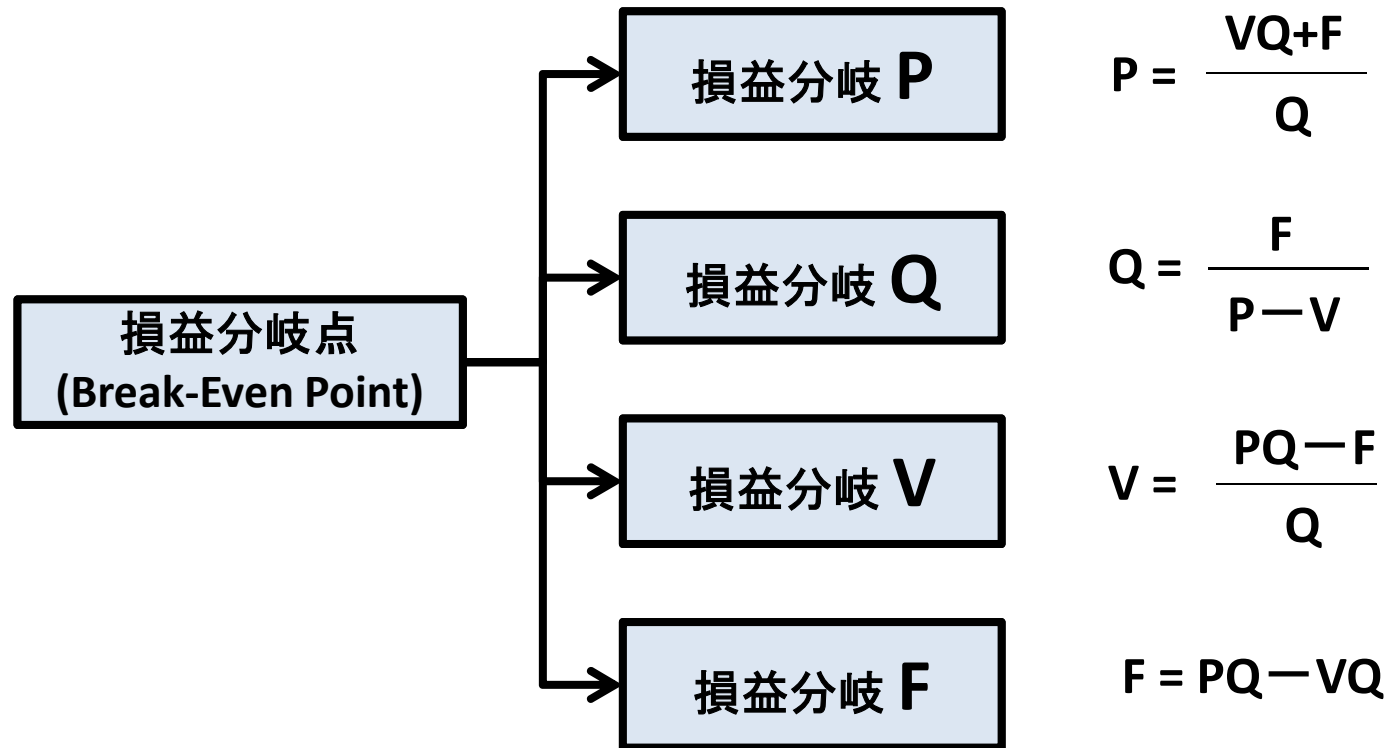 損益分岐点
(Break-Even Point)
損益分岐 P
P =
VQ+F
Q
損益分岐 Q
Q =
F
P－V
損益分岐 V
V =
PQ－F
Q
損益分岐 F
F = PQ－VQ